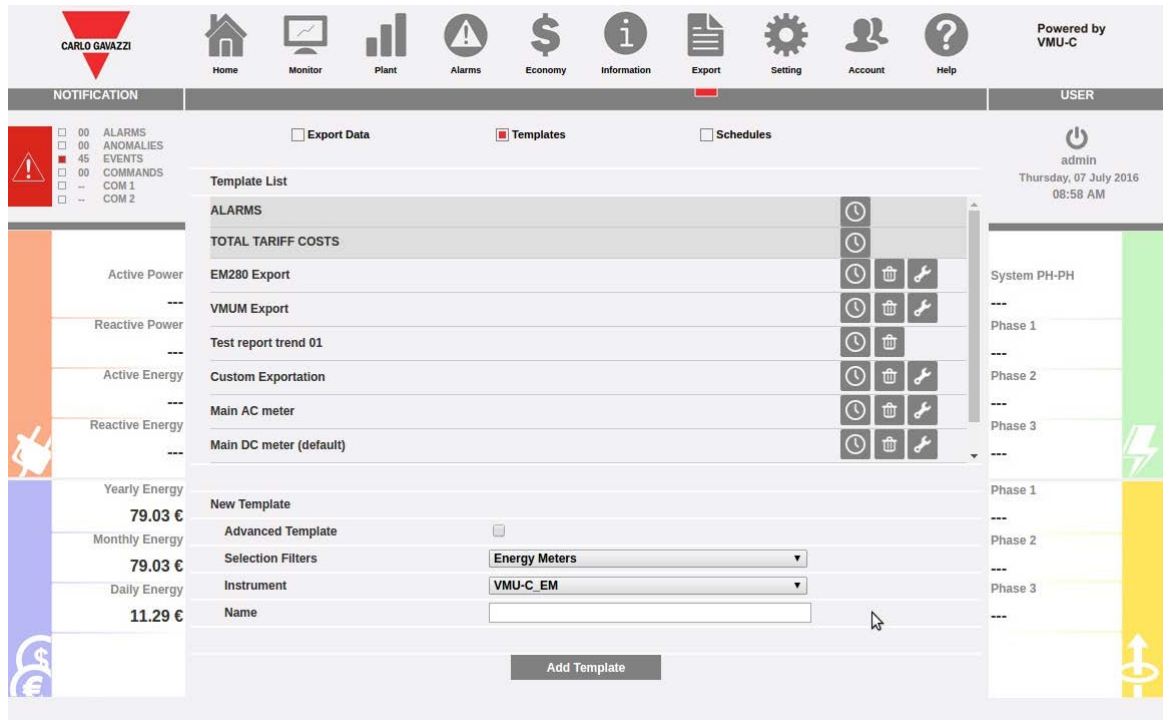 CARLO GAVAZZI
Home Monitor Plant Alarms Economy Information Export Setting Account Help
Powered by
VMU-C
NOTIFICATION
USER
00 ALARMS
00 ANOMALIES
45 EVENTS
00 COMMANDS
-- COM 1
-- COM 2
Export Data Templates Schedules
admin
Thursday, 07 July 2016
08:58 AM
Template List
ALARMS
TOTAL TARIFF COSTS
EM280 Export
VMUM Export
Test report trend 01
Custom Exportation
Main AC meter
Main DC meter (default)
Active Power
---
Reactive Power
---
Active Energy
---
Reactive Energy
---
Yearly Energy
79.03 €
Monthly Energy
79.03 €
Daily Energy
11.29 €
New Template
Advanced Template
Selection Filters Energy Meters
Instrument VMU-C_EM
Name
Add Template
System PH-PH
---
Phase 1
---
Phase 2
---
Phase 3
---
Phase 1
---
Phase 2
---
Phase 3
---